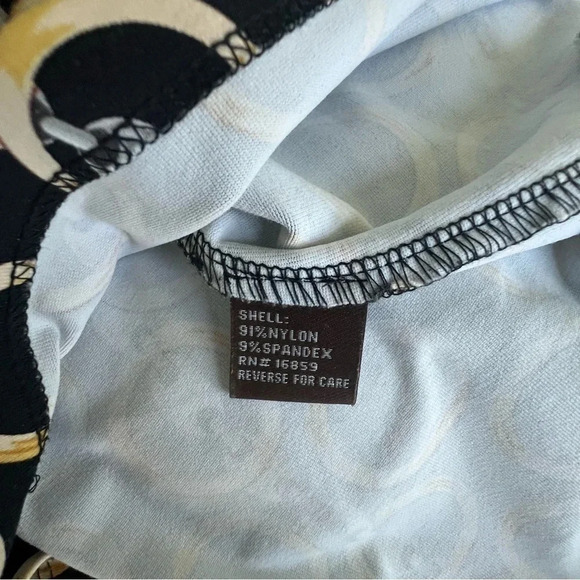 SHELL:
91%NYLON
9%SPANDEX
RN# 16859
REVERSE FOR CARE